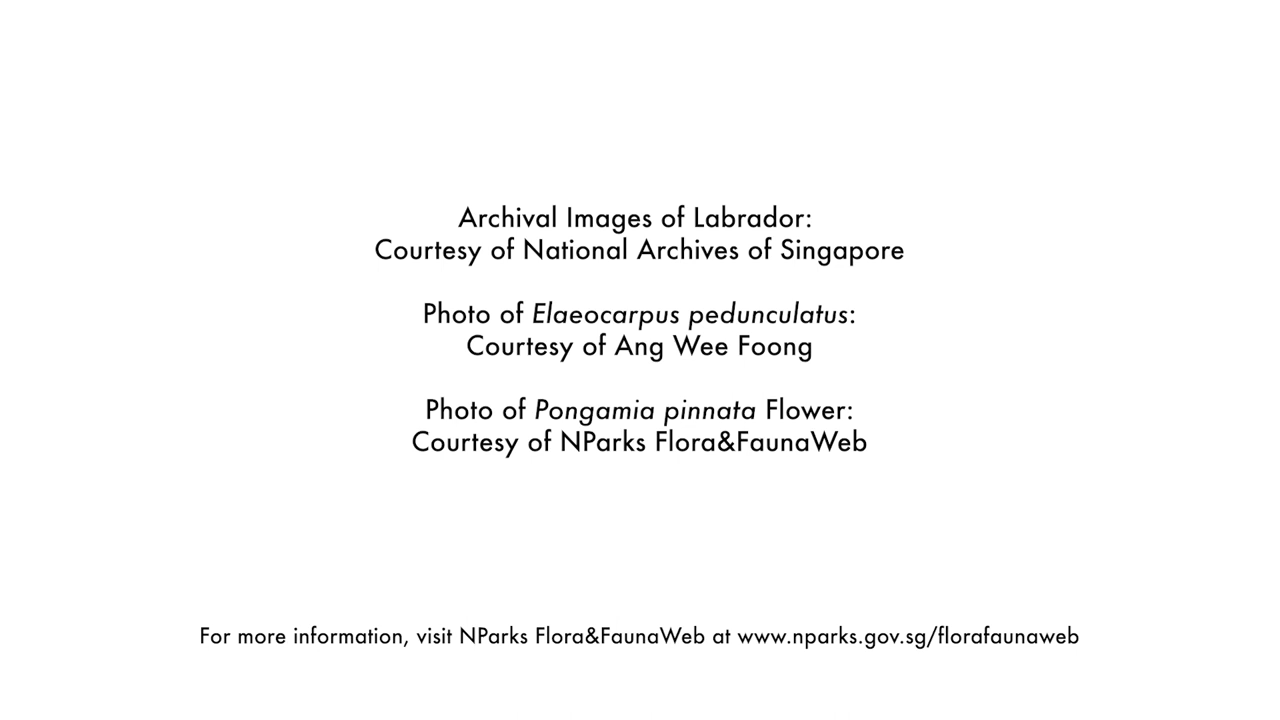 Archival Images of Labrador:
Courtesy of National Archives of Singapore
Photo of Elaeocarpus pedunculatus:
Courtesy of Ang Wee Foong
Photo of Pongamia pinnata Flower:
Courtesy of NParks Flora&FaunaWeb
For more information, visit NParks Flora&FaunaWeb at www.nparks.gov.sg/florafaunaweb